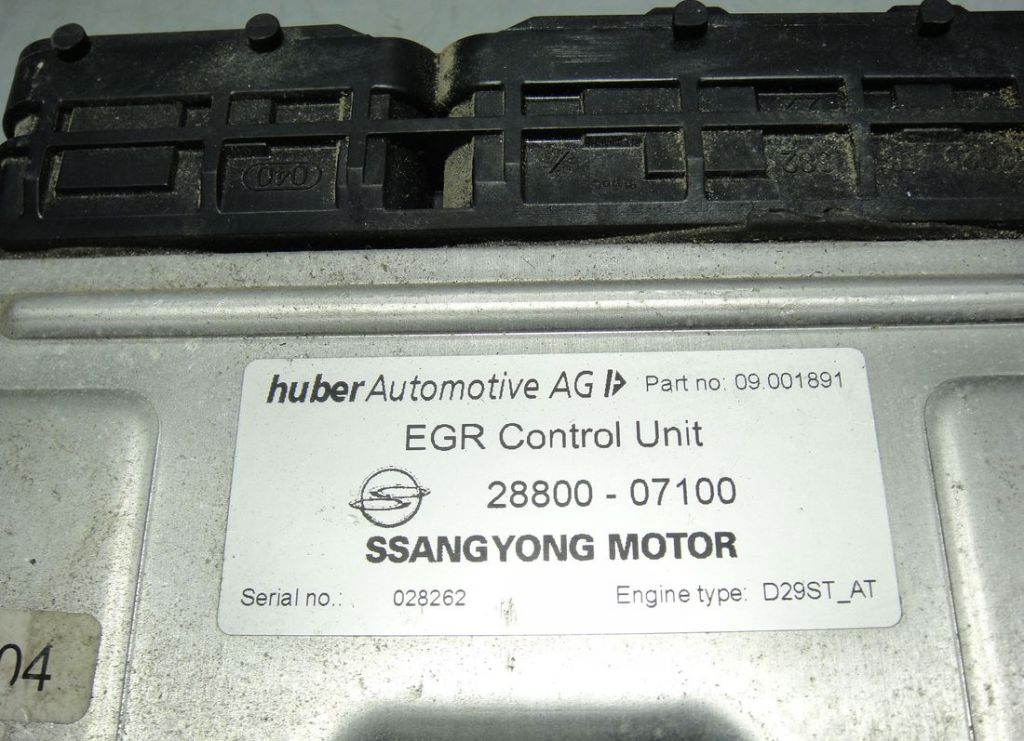 040
huber Automotive AG Part no: 09.001891
EGR Control Unit
28800 - 07100
SSANGYONG MOTOR
Serial no.: 028262 Engine type: D29ST_AT
04